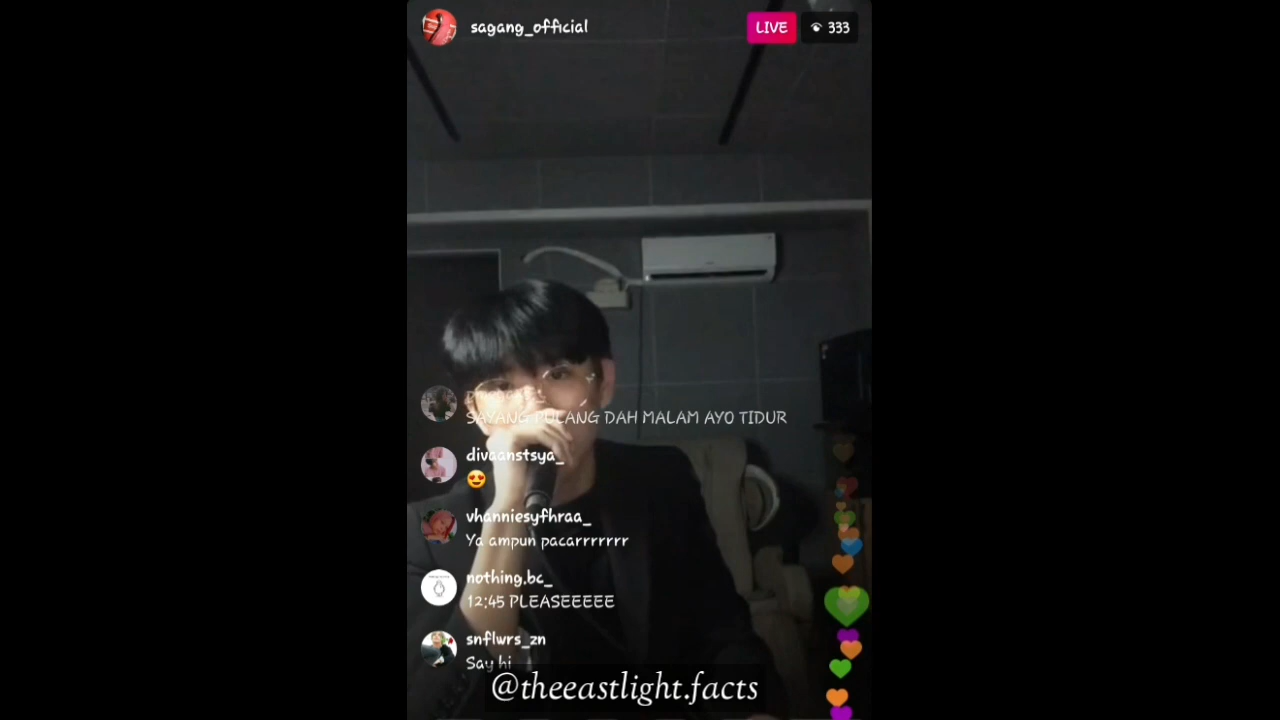 sagang_official
LIVE
333
SAYANG PULANG DAH MALAM AYO TIDUR
divaanstsya_
vhanniesyfhraa_
Ya ampun pacarrrrrrr
nothing.bc_
12:45 PLEASEEEEE
snflwrs_zn
Say hi
@theeastlight.facts